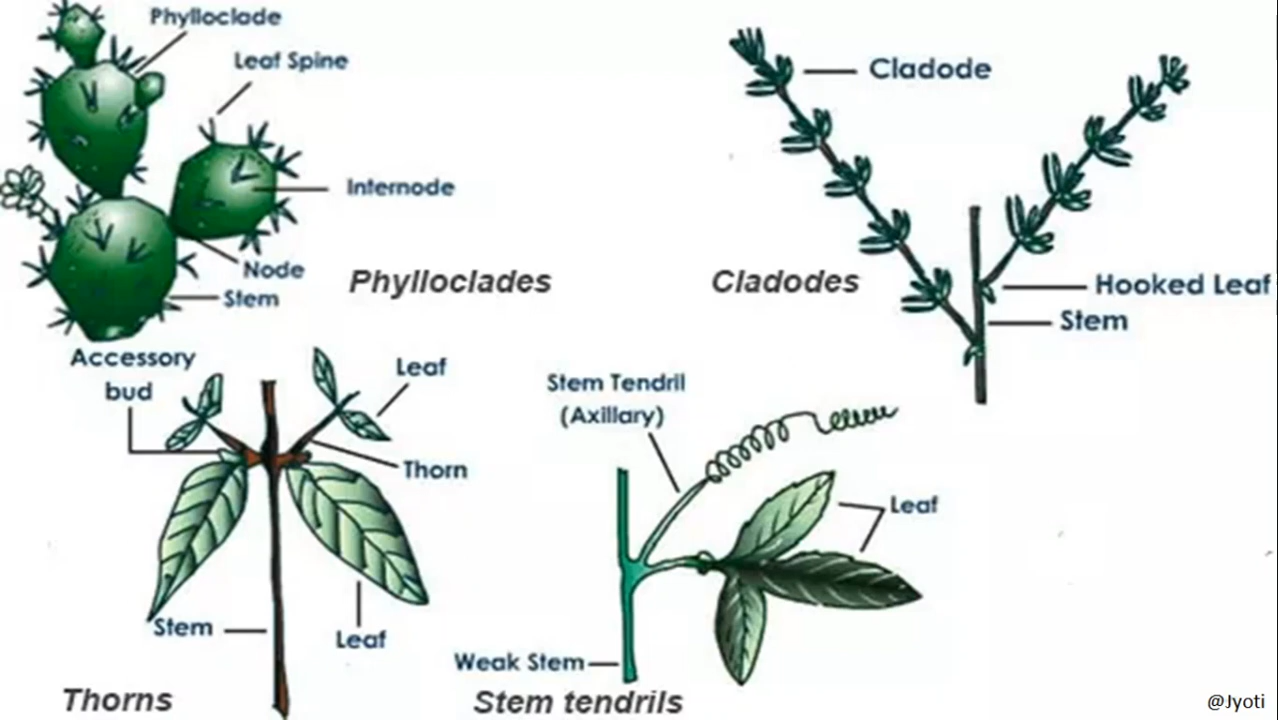 Phylloclade
Leaf Spine
Internode
Node
Stem
Phylloclades
Cladode
Hooked Leaf
Stem
Cladodes
Accessory
bud
Leaf
Thorn
Stem
Leaf
Thorns
Stem Tendril
(Axillary)
Leaf
Weak Stem
Stem tendrils
@Jyoti